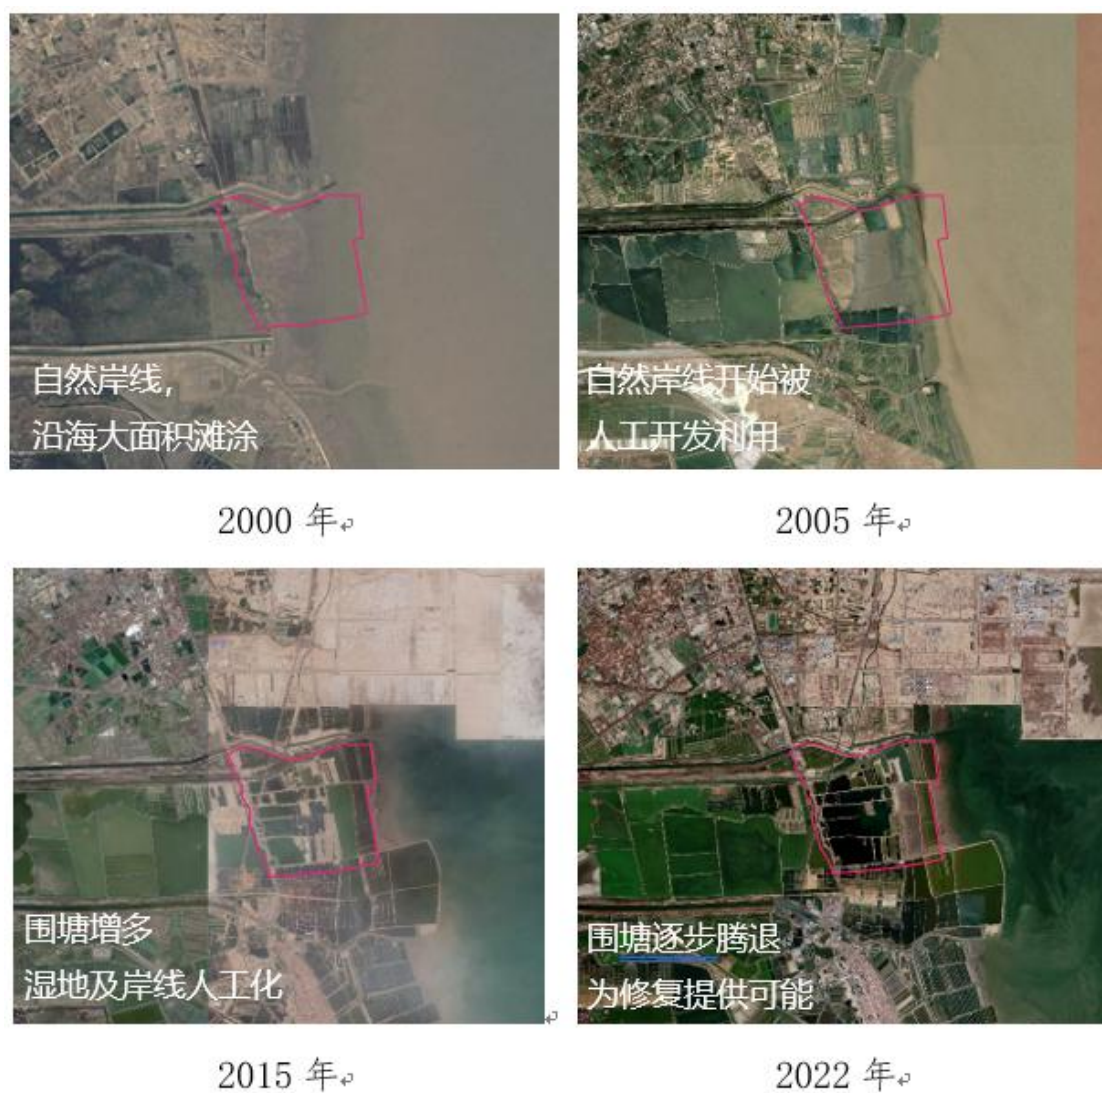 自然岸线，
沿海大面积滩涂
自然岸线开始被
人工开发利用
2000 年
2005 年
围塘增多
湿地及岸线人工化
围塘逐步腾退
为修复提供可能
2015 年
2022 年